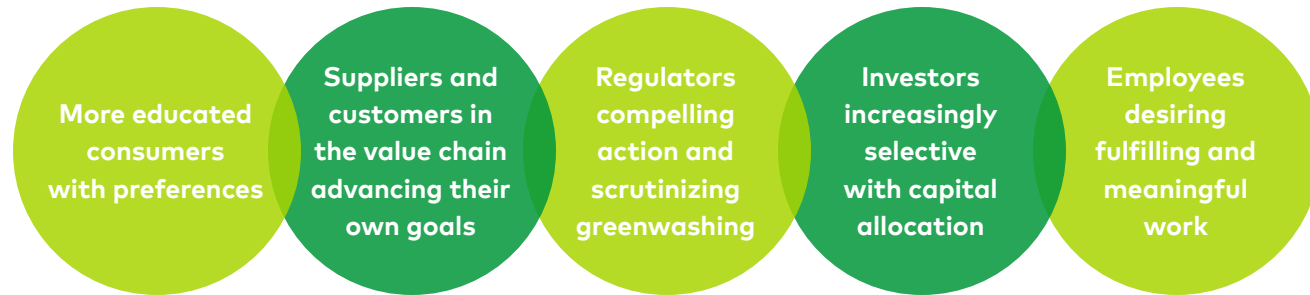 More educated
consumers
with preferences
Suppliers and
customers in
the value chain
advancing their
own goals
Regulators
compelling
action and
scrutinizing
greenwashing
Investors
increasingly
selective
with capital
allocation
Employees
desiring
fulfilling and
meaningful
work